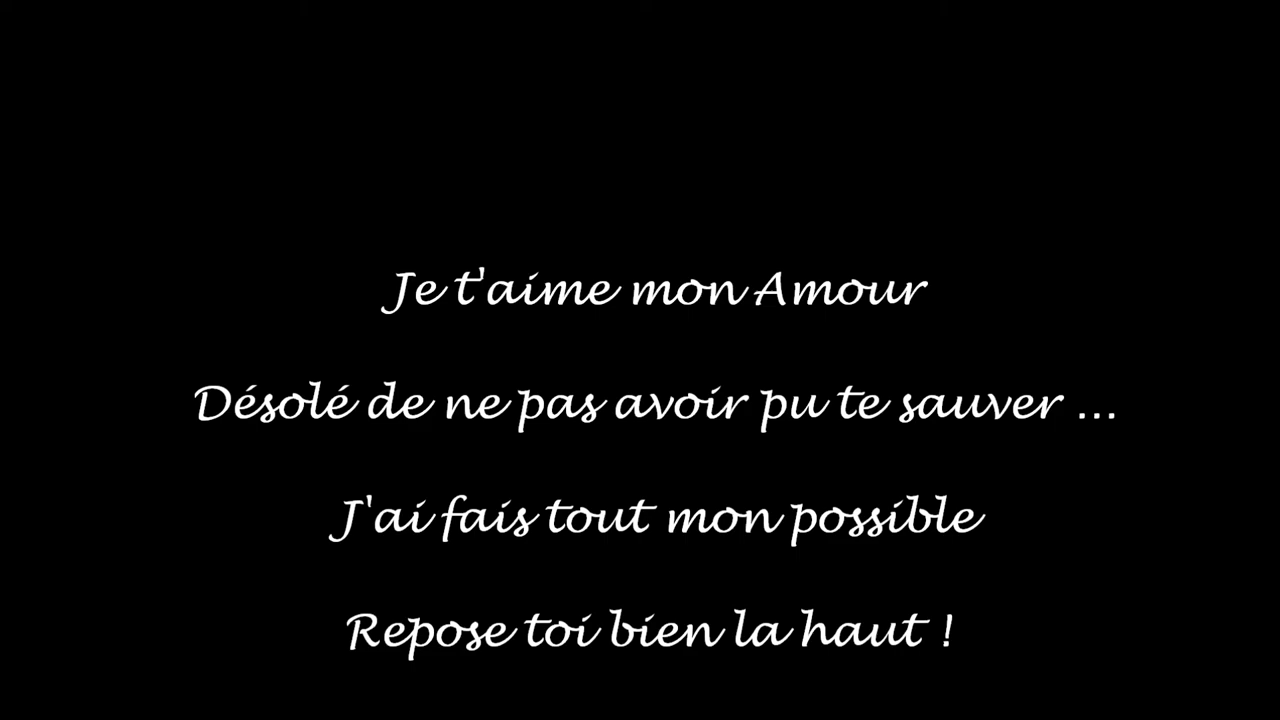 Je t'aime mon Amour
Désolé de ne pas avoir pu te sauver ...
J'ai fais tout mon possible
Repose toi bien la haut !